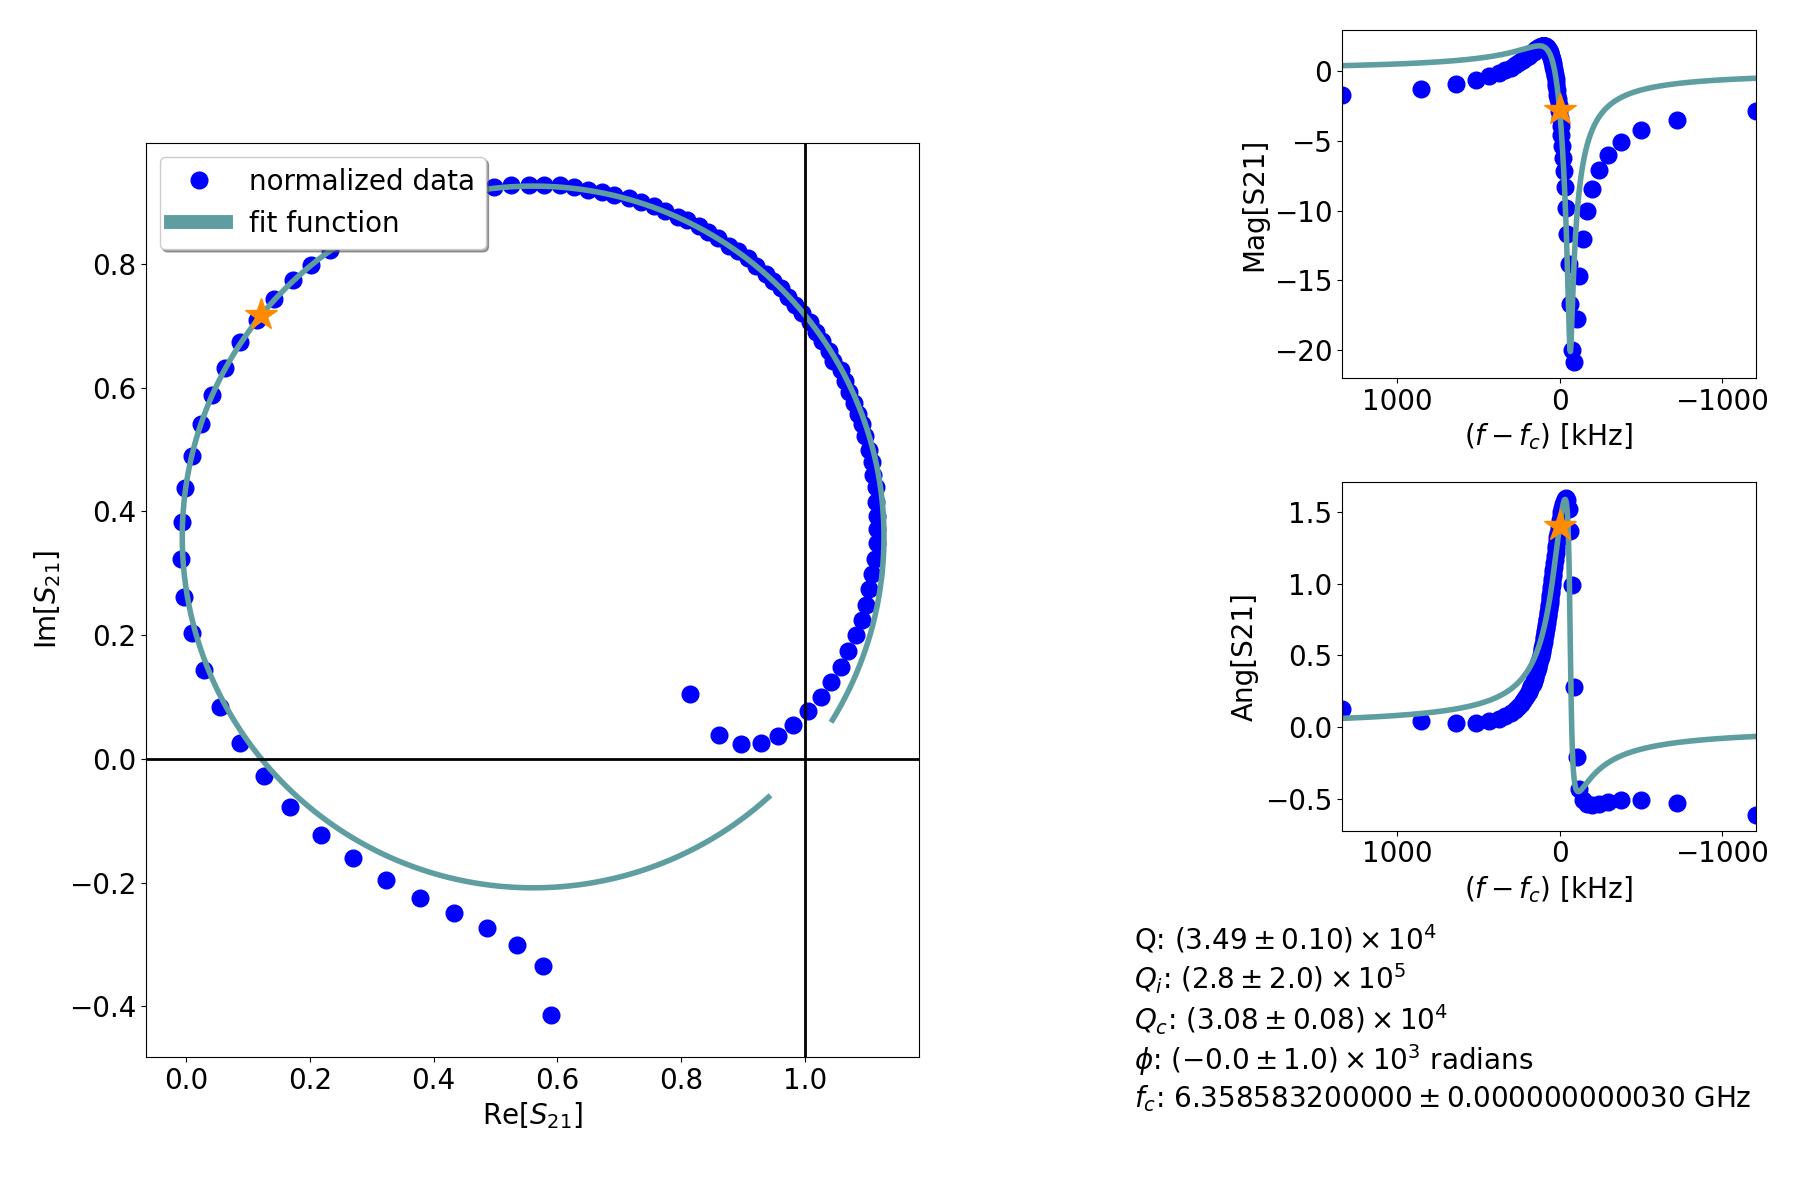 normalized data
fit function
0.8
0.6
0.4
0.2
0.0
−0.2
−0.4
Im[S21]
0.0 0.2 0.4 0.6 0.8 1.0
Re[S21]
0
−5
−10
−15
−20
Mag[S21]
1000 0 −1000
(f − fc) [kHz]
1.5
1.0
0.5
0.0
−0.5
Ang[S21]
1000 0 −1000
(f − fc) [kHz]
Q: (3.49 ± 0.10) × 10^4
Qi: (2.8 ± 2.0) × 10^5
Qc: (3.08 ± 0.08) × 10^4
ϕ: (−0.0 ± 1.0) × 10^3 radians
fc: 6.358583200000 ± 0.000000000030 GHz